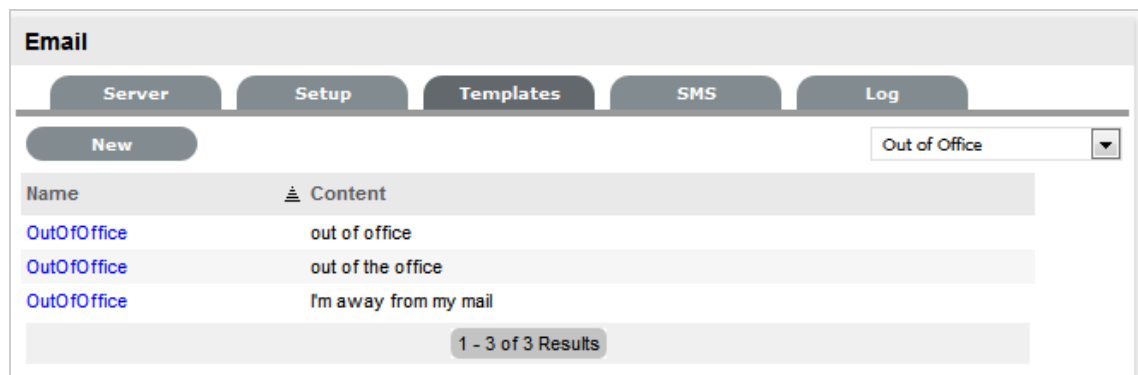 Email
Server Setup Templates SMS Log
New Out of Office
Name Content
OutOfOffice out of office
OutOfOffice out of the office
OutOfOffice I'm away from my mail
1 - 3 of 3 Results